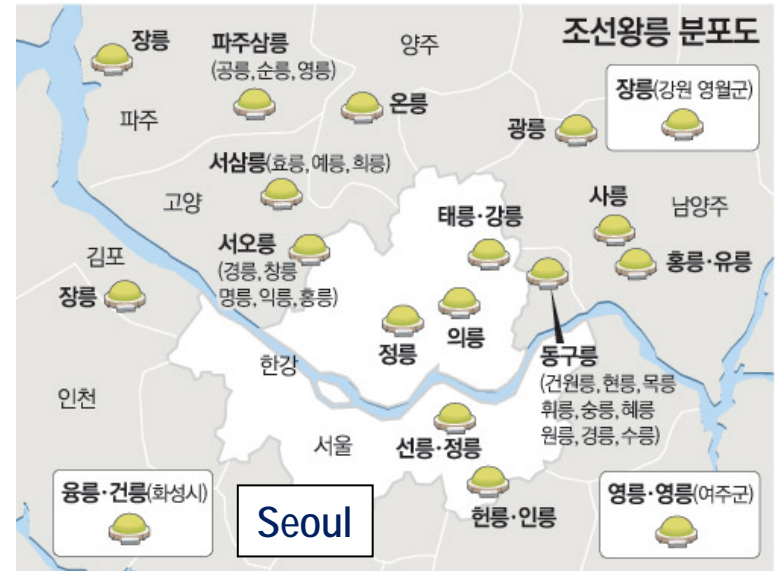 조선왕릉 분포도
장릉
파주삼릉
(공릉, 순릉, 영릉)
양주
온릉
파주
광릉
장릉(강원 영월군)
서삼릉(효릉, 예릉, 희릉)
고양
사릉
남양주
태릉·강릉
홍릉·유릉
서오릉
(경릉, 창릉
명릉, 익릉, 홍릉)
김포
장릉
정릉
의릉
동구릉
(건원릉, 현릉, 목릉
휘릉, 숭릉, 혜릉
원릉, 경릉, 수릉)
한강
인천
서울
선릉·정릉
헌릉·인릉
융릉·건릉(화성시)
Seoul
영릉·영릉(여주군)